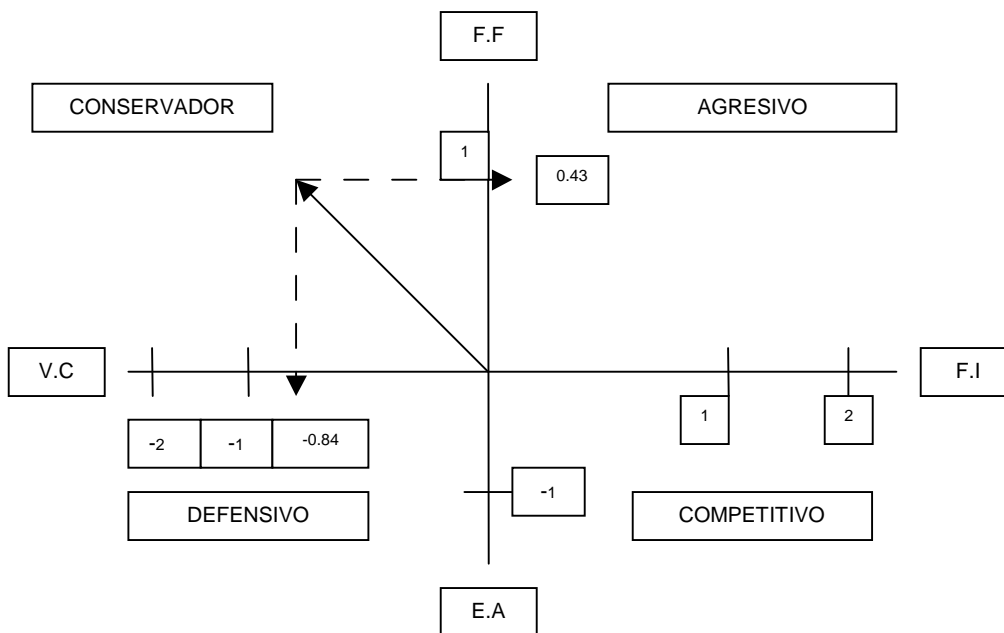 F.F
CONSERVADOR
AGRESIVO
1
0.43
V.C
F.I
-2
-1
-0.84
1
2
-1
DEFENSIVO
COMPETITIVO
E.A